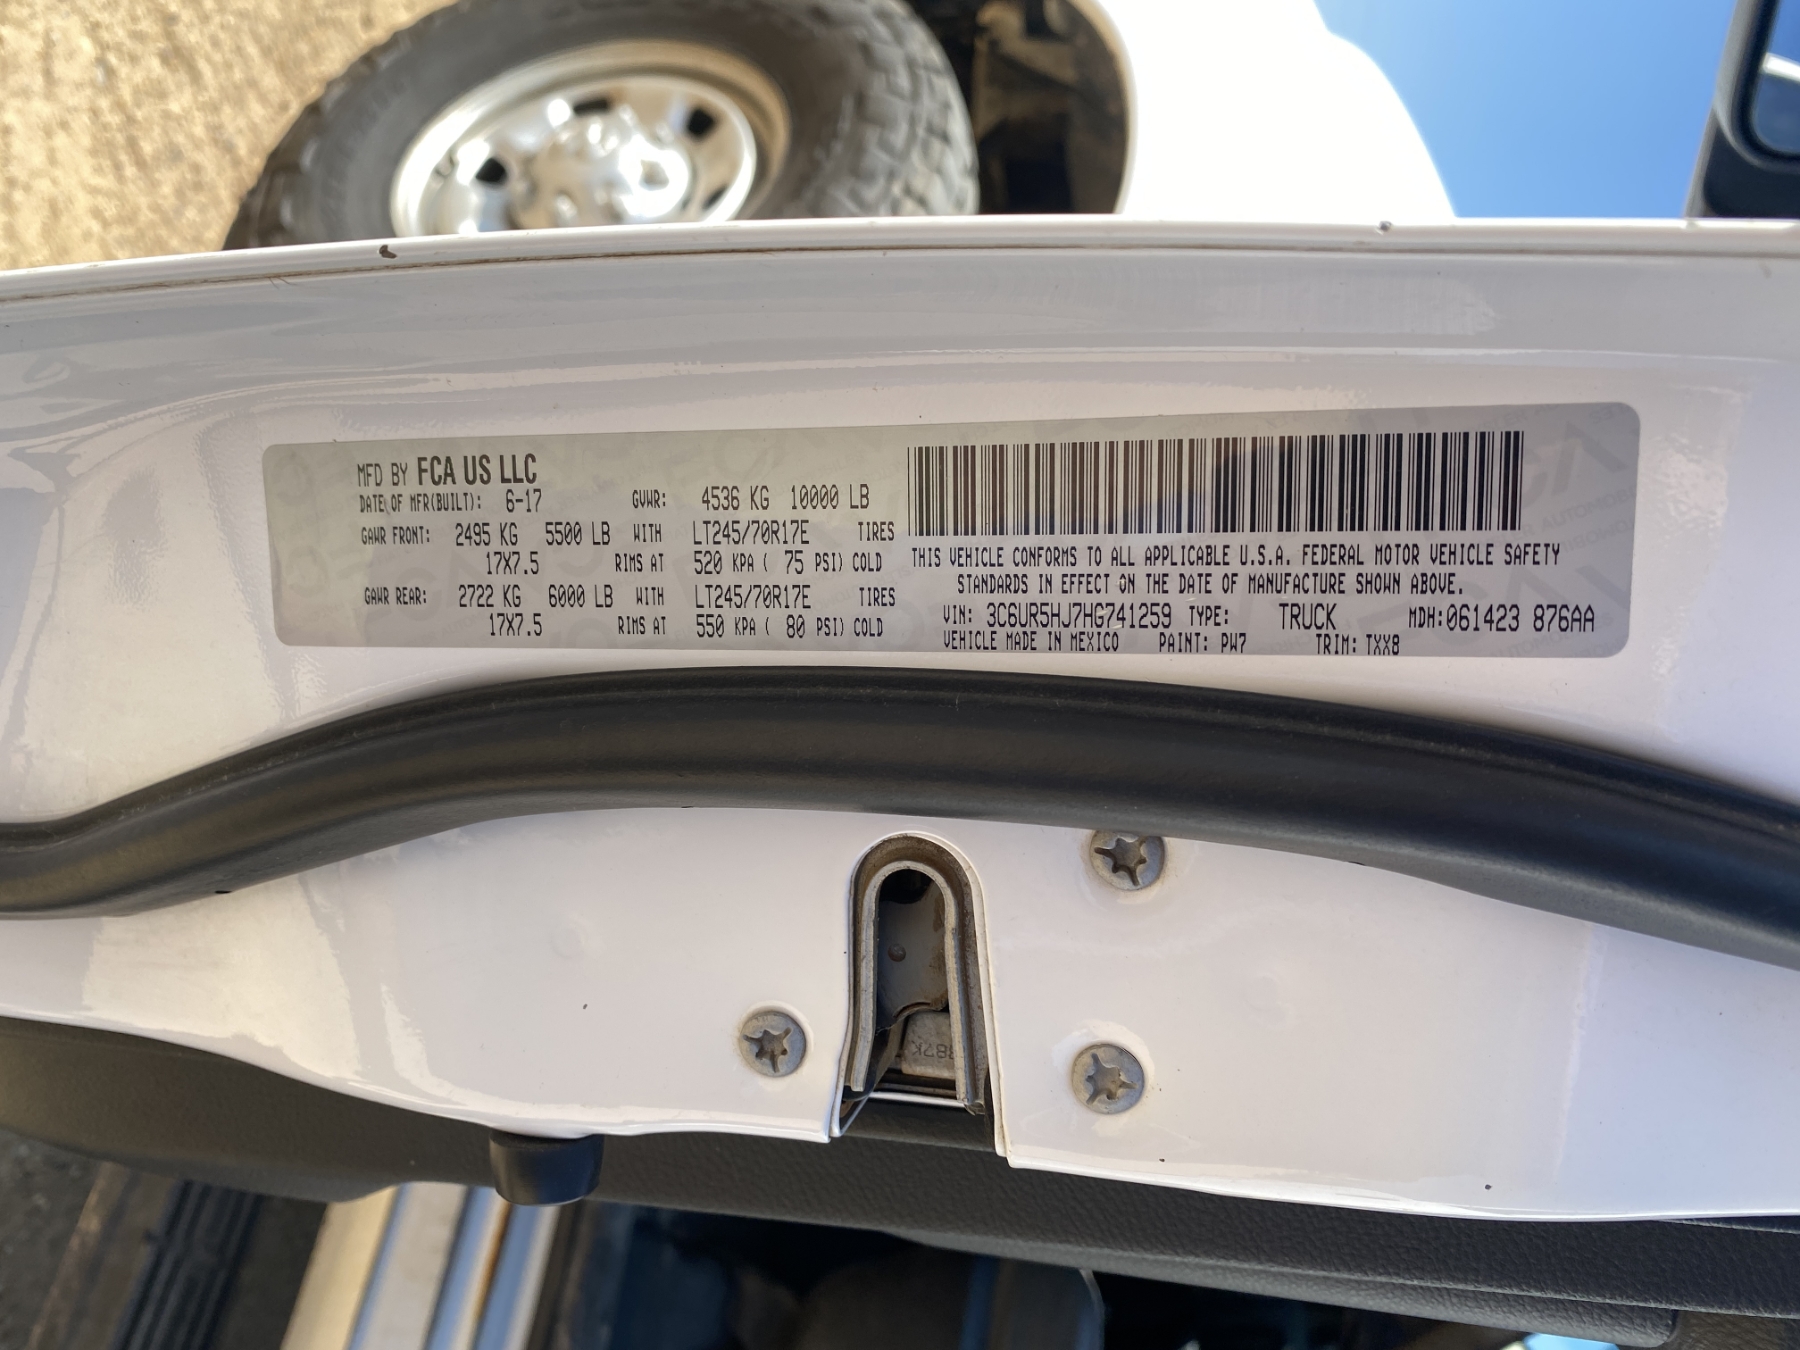 MFD BY FCA US LLC
DATE OF MFR(BUILT): 6-17 GVWR: 4536 KG 10000 LB
GAWR FRONT: 2495 KG 5500 LB WITH LT245/70R17E TIRES
17X7.5 RIMS AT 520 KPA ( 75 PSI) COLD
GAWR REAR: 2722 KG 6000 LB WITH LT245/70R17E TIRES
17X7.5 RIMS AT 550 KPA ( 80 PSI) COLD
THIS VEHICLE CONFORMS TO ALL APPLICABLE U.S.A. FEDERAL MOTOR VEHICLE SAFETY
STANDARDS IN EFFECT ON THE DATE OF MANUFACTURE SHOWN ABOVE.
VIN: 3C6UR5HJ7HG741259 TYPE: TRUCK MDH:061423 876AA
VEHICLE MADE IN MEXICO PAINT: PW7 TRIM: TXX8